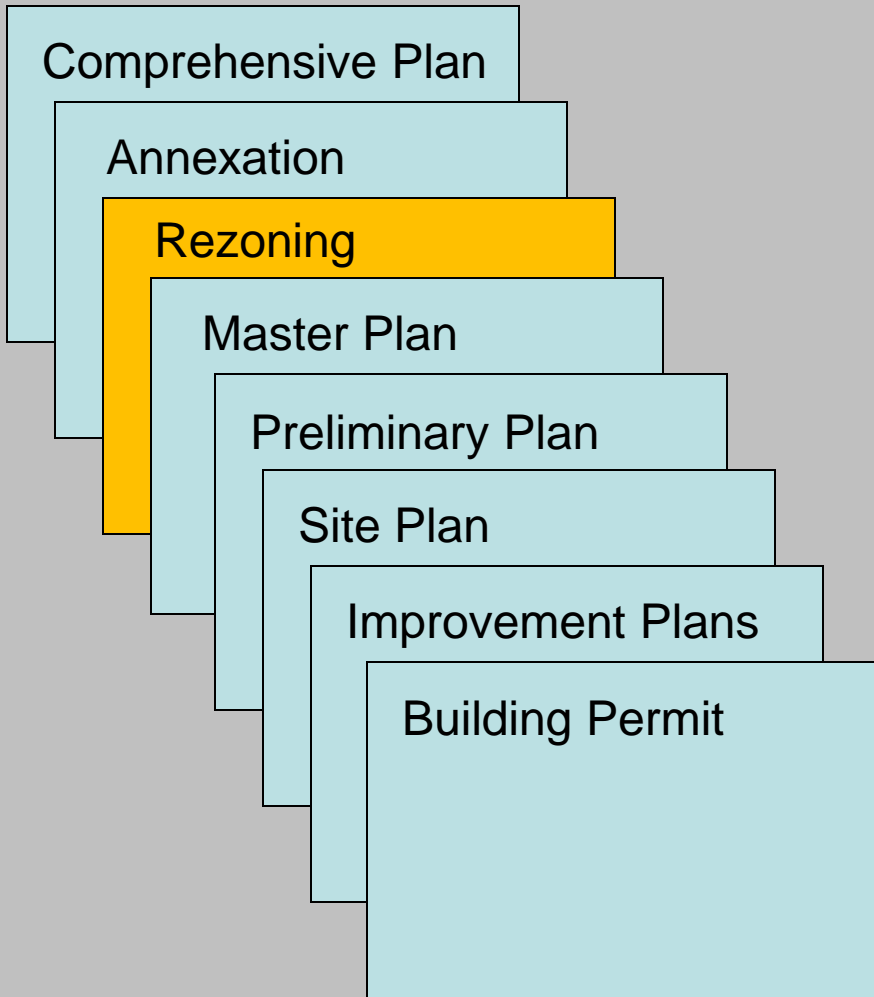 Comprehensive Plan
Annexation
Rezoning
Master Plan
Preliminary Plan
Site Plan
Improvement Plans
Building Permit